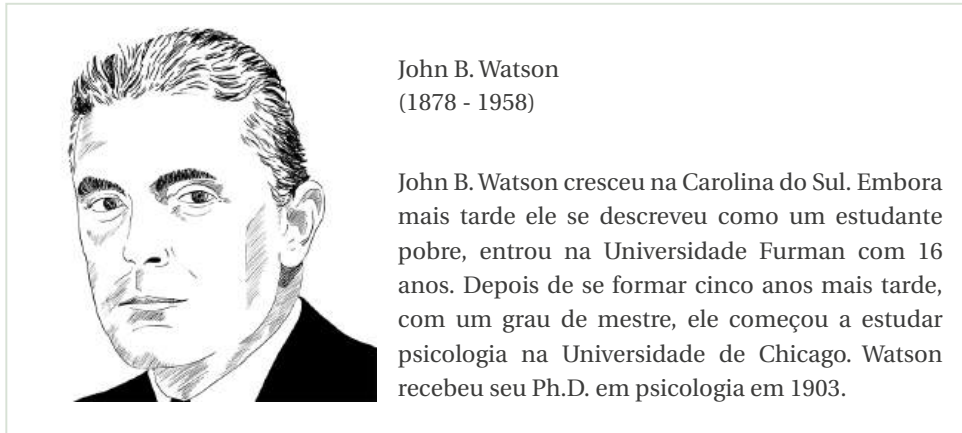 John B. Watson
(1878 - 1958)
John B. Watson cresceu na Carolina do Sul. Embora
mais tarde ele se descreveu como um estudante
pobre, entrou na Universidade Furman com 16
anos. Depois de se formar cinco anos mais tarde,
com um grau de mestre, ele começou a estudar
psicologia na Universidade de Chicago. Watson
recebeu seu Ph.D. em psicologia em 1903.